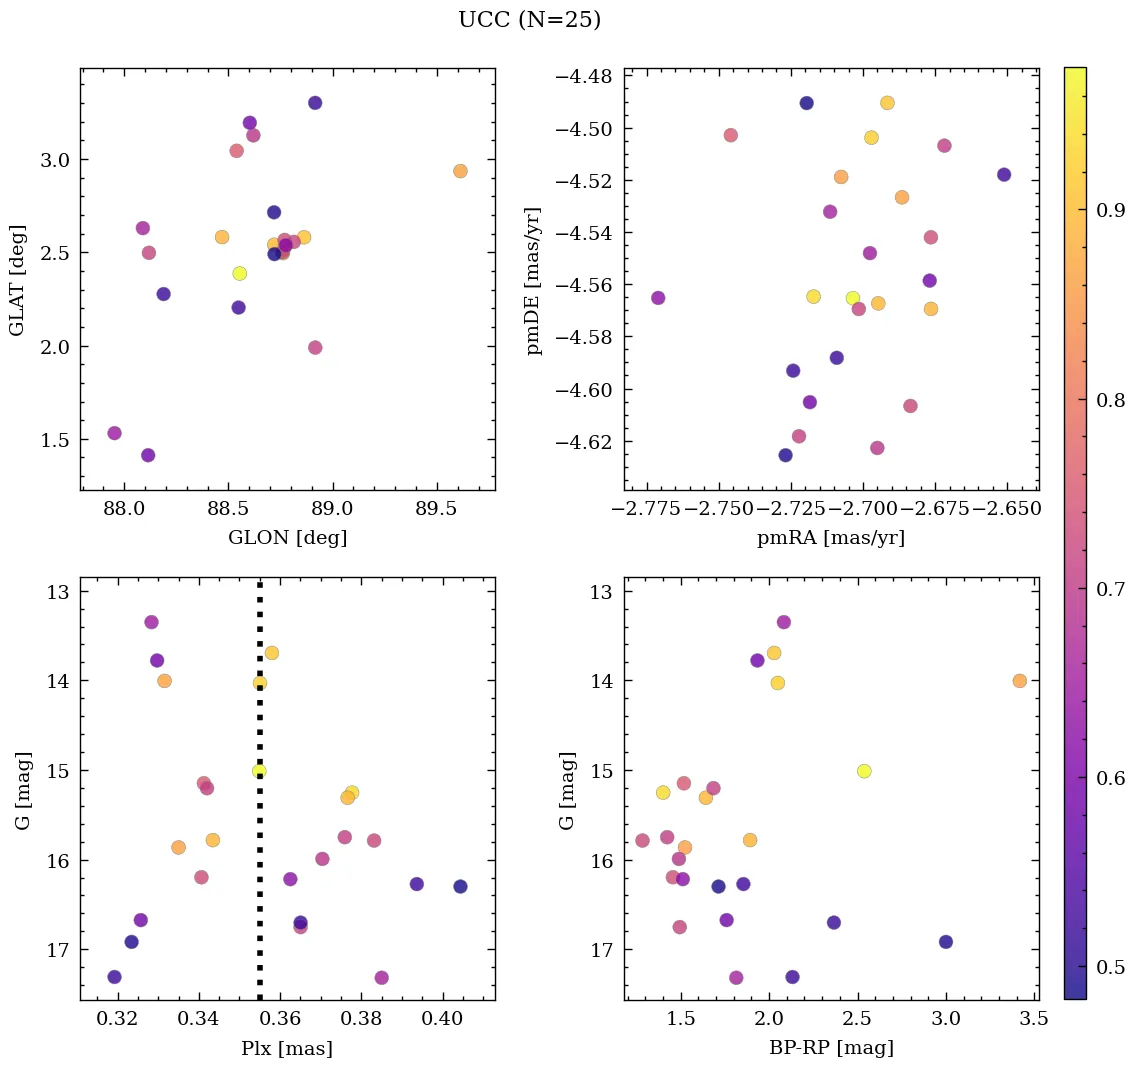 UCC (N=25)
3.0
2.5
2.0
1.5
GLAT [deg]
88.0 88.5 89.0 89.5
GLON [deg]
−4.48
−4.50
−4.52
−4.54
−4.56
−4.58
−4.60
−4.62
pmDE [mas/yr]
−2.775 −2.750 −2.725 −2.700 −2.675 −2.650
pmRA [mas/yr]
13
14
15
16
17
G [mag]
0.32 0.34 0.36 0.38 0.40
Plx [mas]
13
14
15
16
17
G [mag]
1.5 2.0 2.5 3.0 3.5
BP-RP [mag]
0.9
0.8
0.7
0.6
0.5